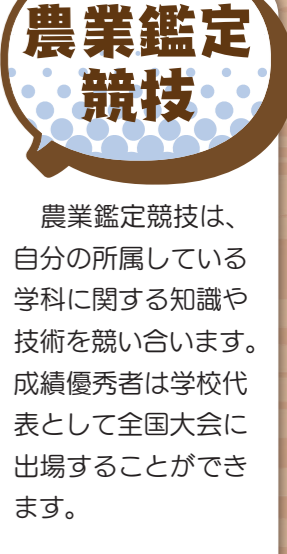 農業鑑定
競技
農業鑑定競技は、
自分の所属している
学科に関する知識や
技術を競い合います。
成績優秀者は学校代
表として全国大会に
出場することができ
ます。